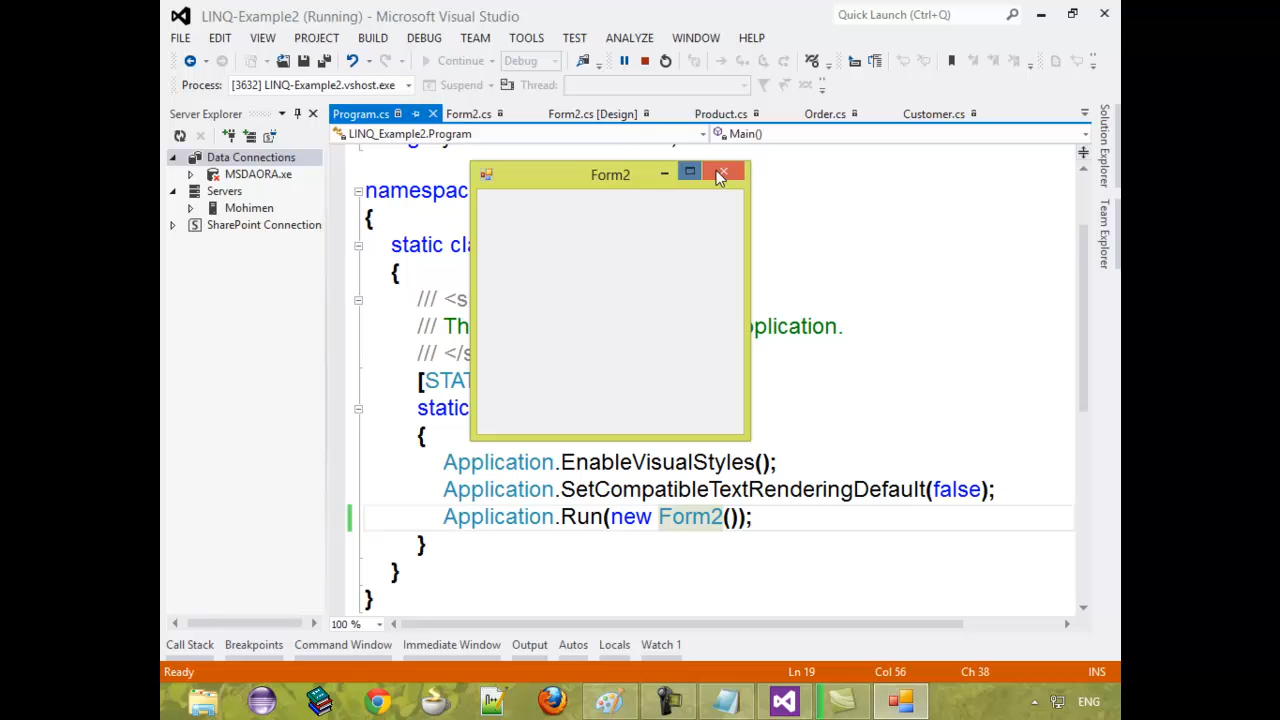 LINQ-Example2 (Running) - Microsoft Visual Studio
Quick Launch (Ctrl+Q)
FILE EDIT VIEW PROJECT BUILD DEBUG TEAM TOOLS TEST ANALYZE WINDOW HELP
Continue Debug
Process: [3632] LINQ-Example2.vshost.exe Suspend Thread:
Server Explorer
Program.cs Form2.cs Form2.cs [Design] Product.cs Order.cs Customer.cs
LINQ_Example2.Program Main()
Data Connections
MSDAORA.xe
Servers
Mohimen
SharePoint Connection
Form2
namespac
{
static cla
{
/// <s
/// Th pplication.
/// </s
[STAT
static
{
Application.EnableVisualStyles();
Application.SetCompatibleTextRenderingDefault(false);
Application.Run(new Form2());
}
}
}
Solution Explorer
Team Explorer
100 %
Call Stack Breakpoints Command Window Immediate Window Output Autos Locals Watch 1
Ready Ln 19 Col 56 Ch 38 INS
ENG